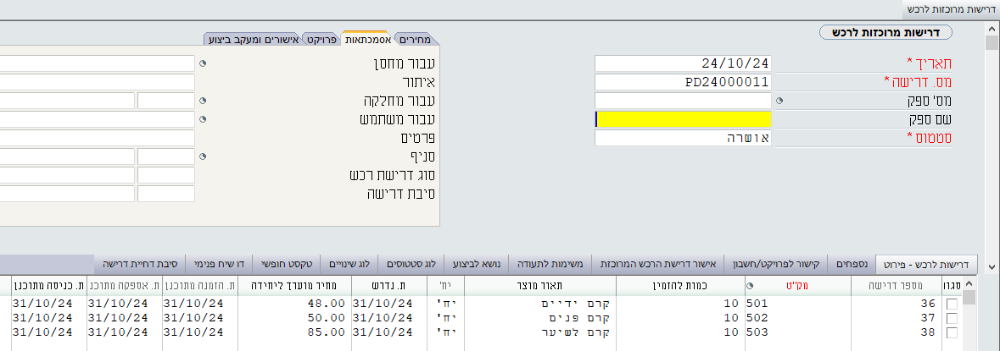 דרישות מרוכזות לרכש
דרישות מרוכזות לרכש
תאריך * 24/10/24
מס. דרישה * PD24000011
מס' ספק
שם ספק
סטטוס * אושרה
מחירים אסמכתאות פרויקט אישורים ומעקב ביצוע
עבור מחסן
איתור
עבור מחלקה
עבור משתמש
פרטים
סניף
סוג דרישת רכש
סיבת דרישה
דרישות לרכש - פירוט נספחים קישור לפרויקט/חשבון אישור דרישת הרכש המרוכזת משימות לתעודה נושא לביצוע לוג סטטוסים לוג שינויים טקסט חופשי דו שיח פנימי סיבת דחיית דרישה
סגרו מספר דרישה מק"ט כמות להזמין תאור מוצר יח' ת. נדרש מחיר מוערך ליחידה ת. הזמנה מתוכנן ת. אספקה מתוכנ ת. כניסה מתוכנן
36 501 10 קרם ידיים יח' 31/10/24 48.00 31/10/24 31/10/24 31/10/24
37 502 10 קרם פנים יח' 31/10/24 50.00 31/10/24 31/10/24 31/10/24
38 503 10 קרם לשיער יח' 31/10/24 85.00 31/10/24 31/10/24 31/10/24